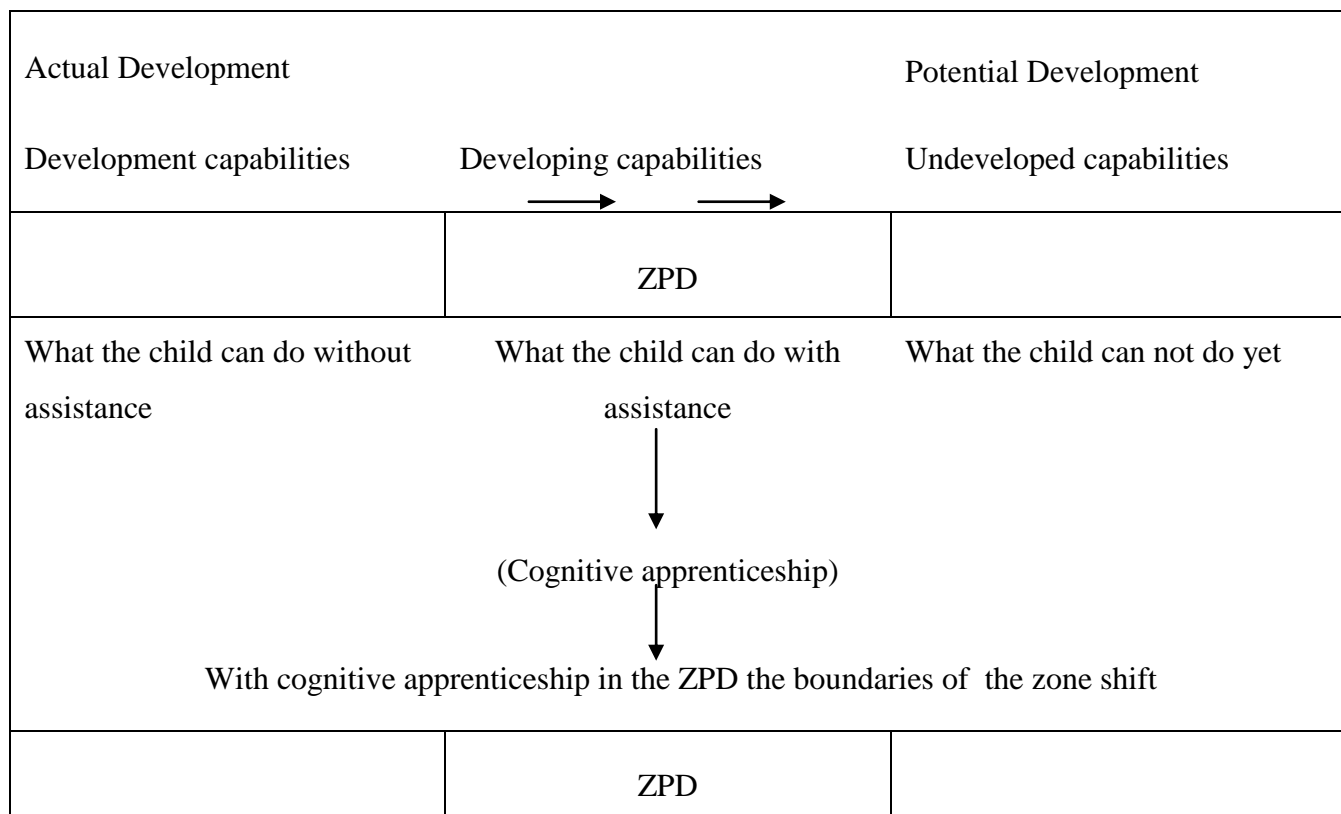 Actual Development
Potential Development
Development capabilities
Developing capabilities
Undeveloped capabilities
ZPD
What the child can do without
assistance
What the child can do with
assistance
What the child can not do yet
(Cognitive apprenticeship)
With cognitive apprenticeship in the ZPD the boundaries of the zone shift
ZPD